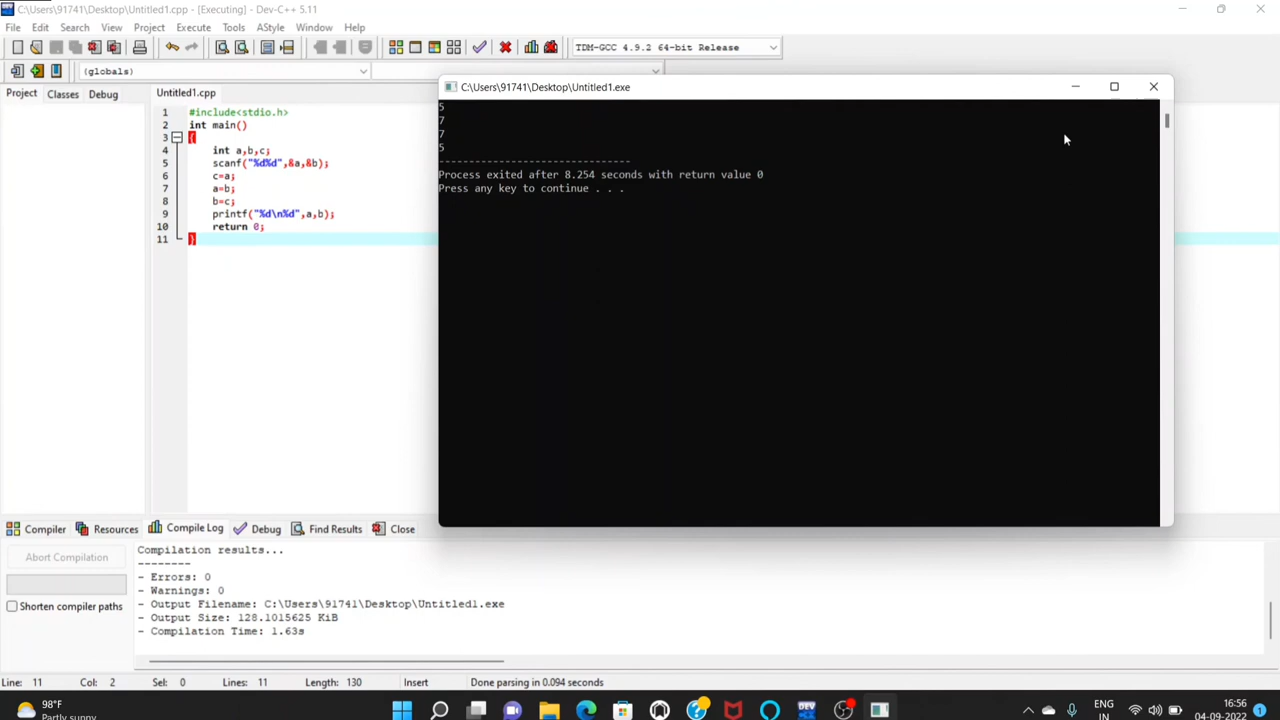 C:\Users\91741\Desktop\Untitled1.cpp - [Executing] - Dev-C++ 5.11
File Edit Search View Project Execute Tools AStyle Window Help
TDM-GCC 4.9.2 64-bit Release
(globals)
Project Classes Debug
Untitled1.cpp
1 #include<stdio.h>
2 int main()
3 {
4 int a,b,c;
5 scanf("%d%d",&a,&b);
6 c=a;
7 a=b;
8 b=c;
9 printf("%d\n%d",a,b);
10 return 0;
11 }
C:\Users\91741\Desktop\Untitled1.exe
5
7
7
5
--------------------------------
Process exited after 8.254 seconds with return value 0
Press any key to continue . . .
Compiler Resources Compile Log Debug Find Results Close
Abort Compilation
Shorten compiler paths
Compilation results...
--------
- Errors: 0
- Warnings: 0
- Output Filename: C:\Users\91741\Desktop\Untitled1.exe
- Output Size: 128.1015625 KiB
- Compilation Time: 1.63s
Line: 11 Col: 2 Sel: 0 Lines: 11 Length: 130 Insert Done parsing in 0.094 seconds
98°F
Partly sunny
DEV
ENG
IN
16:56
04-09-2022
1